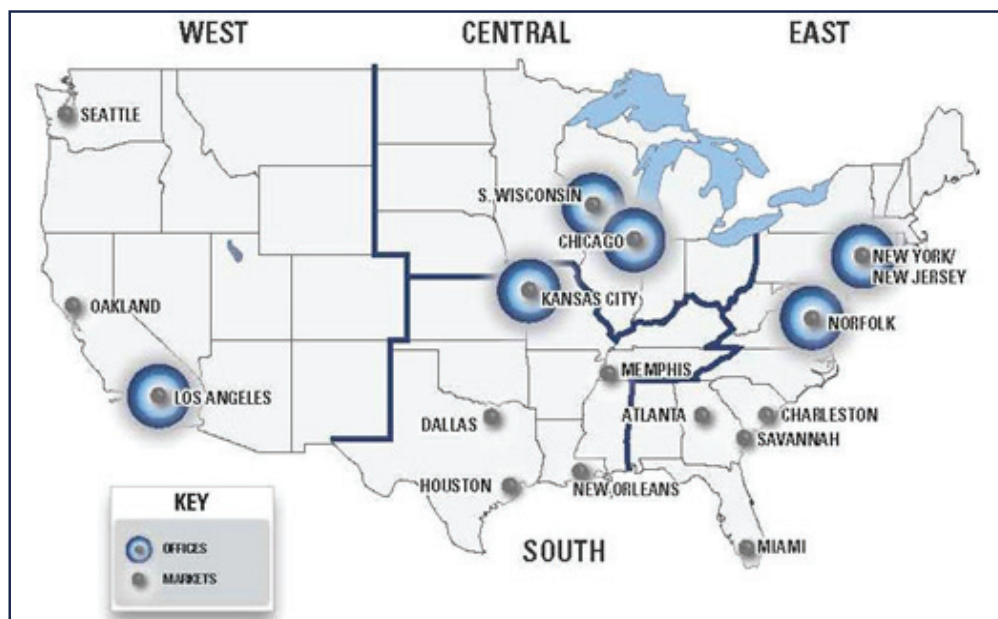 WEST
CENTRAL
EAST
SEATTLE
S. WISCONSIN
CHICAGO
NEW YORK/
NEW JERSEY
KANSAS CITY
OAKLAND
NORFOLK
LOS ANGELES
MEMPHIS
DALLAS
ATLANTA
CHARLESTON
SAVANNAH
HOUSTON
NEW ORLEANS
MIAMI
SOUTH
KEY
OFFICES
MARKETS